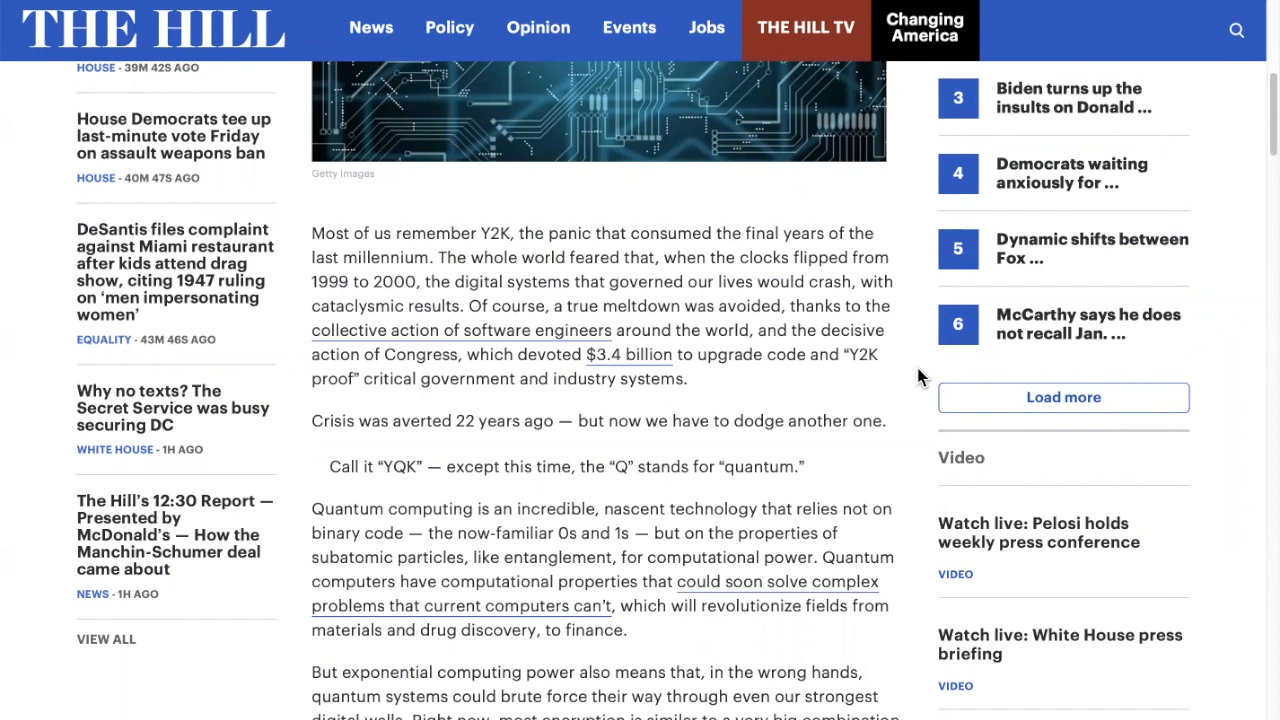 THE HILL
News Policy Opinion Events Jobs THE HILL TV Changing
America
HOUSE - 39M 42S AGO
House Democrats tee up
last-minute vote Friday
on assault weapons ban
HOUSE - 40M 47S AGO
DeSantis files complaint
against Miami restaurant
after kids attend drag
show, citing 1947 ruling
on ‘men impersonating
women’
EQUALITY - 43M 46S AGO
Why no texts? The
Secret Service was busy
securing DC
WHITE HOUSE - 1H AGO
The Hill’s 12:30 Report —
Presented by
McDonald’s — How the
Manchin-Schumer deal
came about
NEWS - 1H AGO
VIEW ALL
Getty Images
Most of us remember Y2K, the panic that consumed the final years of the
last millennium. The whole world feared that, when the clocks flipped from
1999 to 2000, the digital systems that governed our lives would crash, with
cataclysmic results. Of course, a true meltdown was avoided, thanks to the
collective action of software engineers around the world, and the decisive
action of Congress, which devoted $3.4 billion to upgrade code and “Y2K
proof” critical government and industry systems.
Crisis was averted 22 years ago — but now we have to dodge another one.
Call it “YQK” — except this time, the “Q” stands for “quantum.”
Quantum computing is an incredible, nascent technology that relies not on
binary code — the now-familiar 0s and 1s — but on the properties of
subatomic particles, like entanglement, for computational power. Quantum
computers have computational properties that could soon solve complex
problems that current computers can’t, which will revolutionize fields from
materials and drug discovery, to finance.
But exponential computing power also means that, in the wrong hands,
quantum systems could brute force their way through even our strongest
digital walls. Right now, most encryption is similar to a very big combination
3
Biden turns up the
insults on Donald ...
4
Democrats waiting
anxiously for ...
5
Dynamic shifts between
Fox ...
6
McCarthy says he does
not recall Jan. ...
Load more
Video
Watch live: Pelosi holds
weekly press conference
VIDEO
Watch live: White House press
briefing
VIDEO